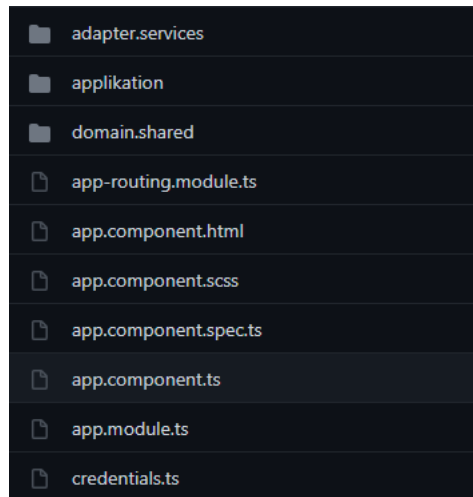 adapter.services
applikation
domain.shared
app-routing.module.ts
app.component.html
app.component.scss
app.component.spec.ts
app.component.ts
app.module.ts
credentials.ts